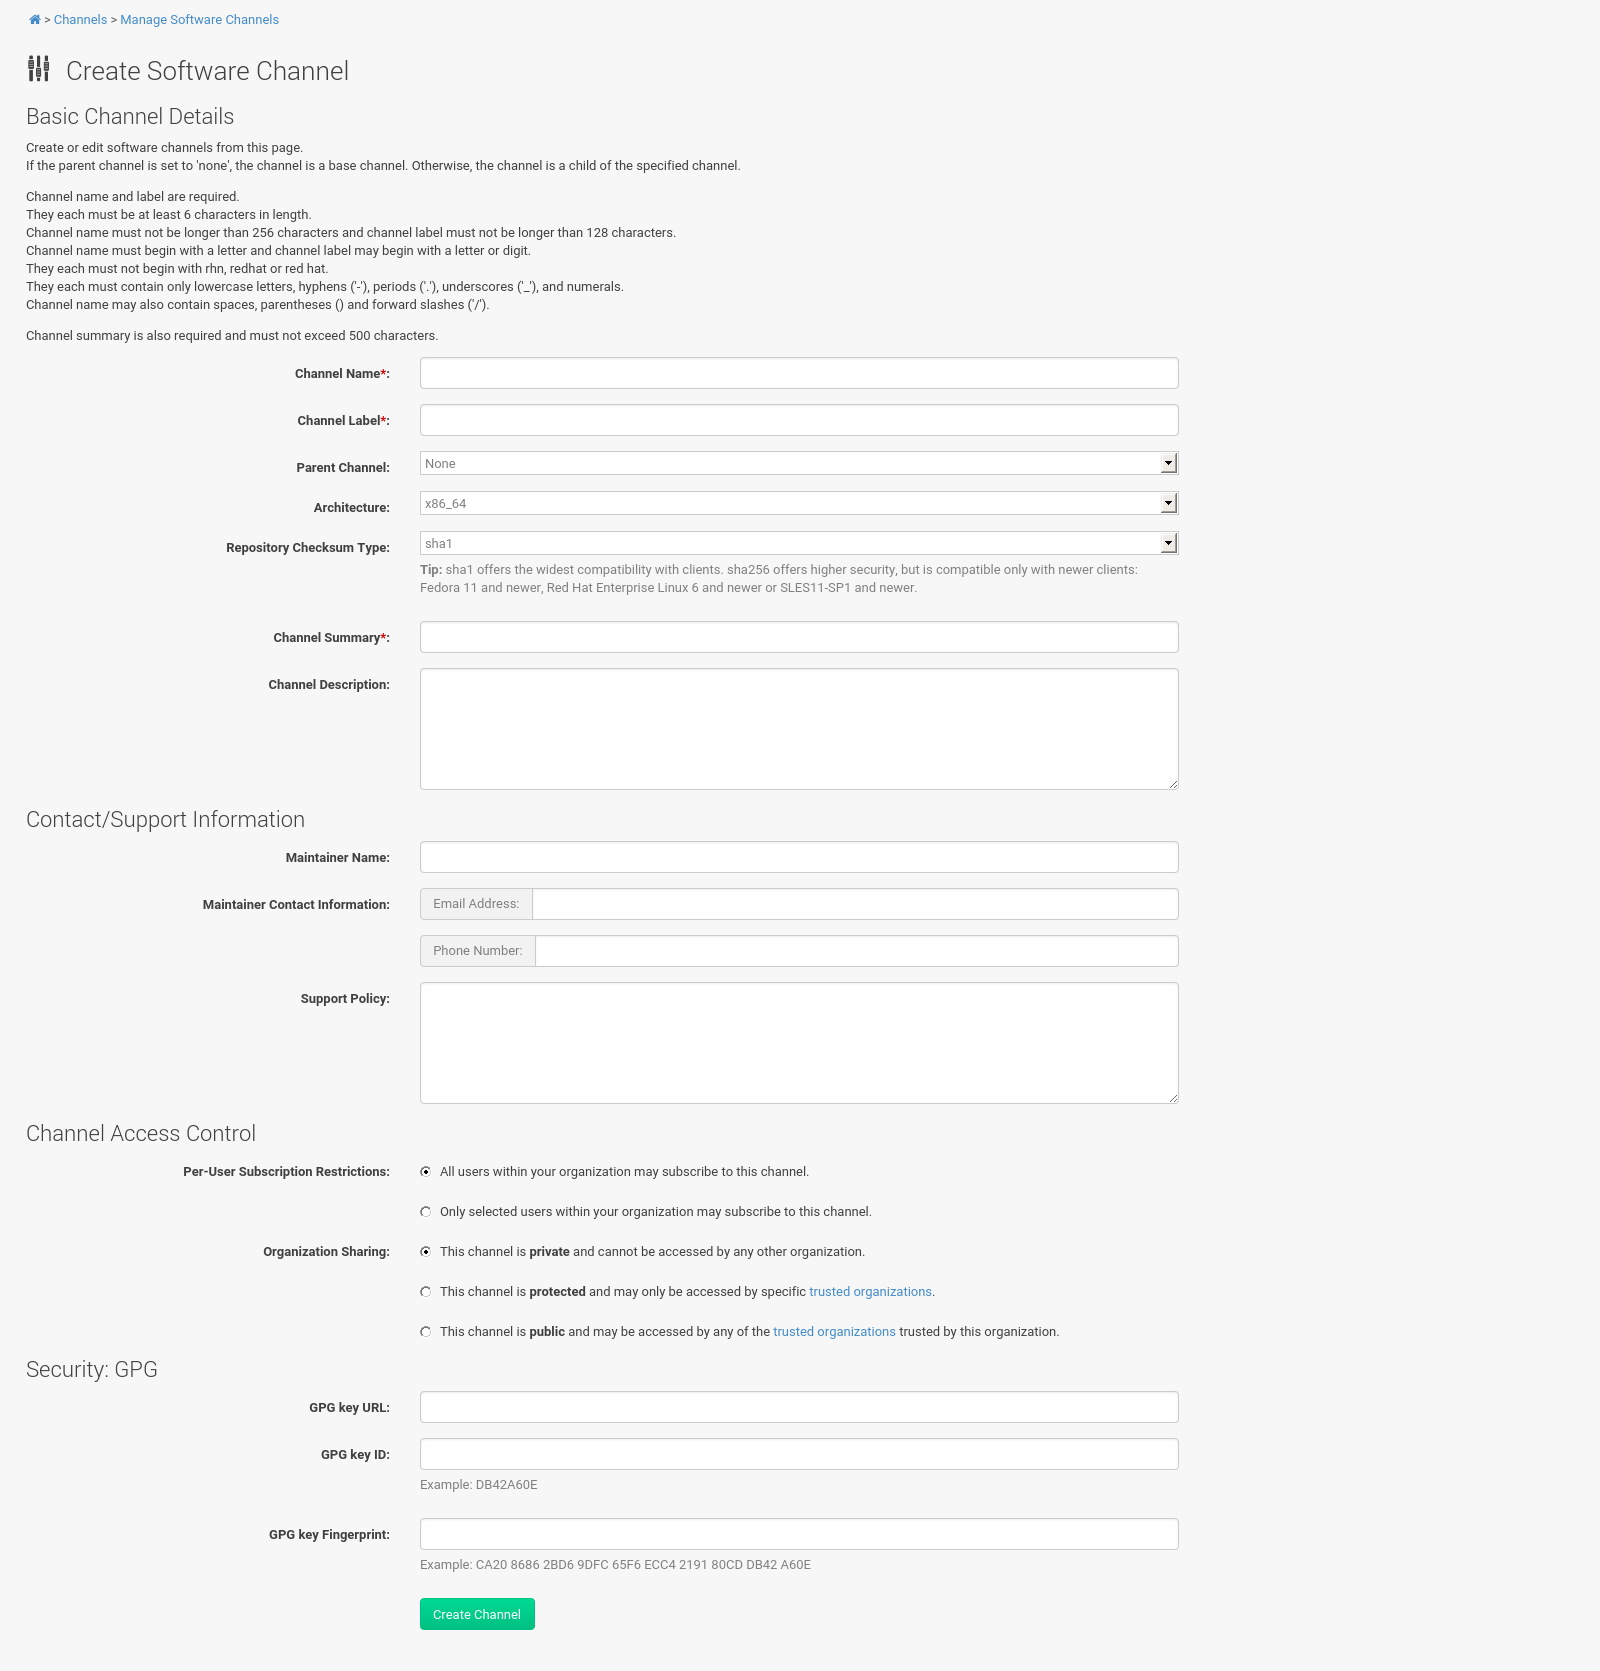 > Channels > Manage Software Channels
Create Software Channel
Basic Channel Details
Create or edit software channels from this page.
If the parent channel is set to 'none', the channel is a base channel. Otherwise, the channel is a child of the specified channel.
Channel name and label are required.
They each must be at least 6 characters in length.
Channel name must not be longer than 256 characters and channel label must not be longer than 128 characters.
Channel name must begin with a letter and channel label may begin with a letter or digit.
They each must not begin with rhn, redhat or red hat.
They each must contain only lowercase letters, hyphens ('-'), periods ('.'), underscores ('_'), and numerals.
Channel name may also contain spaces, parentheses () and forward slashes ('/').
Channel summary is also required and must not exceed 500 characters.
Channel Name*:
Channel Label*:
Parent Channel: None
Architecture: x86_64
Repository Checksum Type: sha1
Tip: sha1 offers the widest compatibility with clients. sha256 offers higher security, but is compatible only with newer clients:
Fedora 11 and newer, Red Hat Enterprise Linux 6 and newer or SLES11-SP1 and newer.
Channel Summary*:
Channel Description:
Contact/Support Information
Maintainer Name:
Maintainer Contact Information: Email Address:
Phone Number:
Support Policy:
Channel Access Control
Per-User Subscription Restrictions: All users within your organization may subscribe to this channel.
Only selected users within your organization may subscribe to this channel.
Organization Sharing: This channel is private and cannot be accessed by any other organization.
This channel is protected and may only be accessed by specific trusted organizations.
This channel is public and may be accessed by any of the trusted organizations trusted by this organization.
Security: GPG
GPG key URL:
GPG key ID:
Example: DB42A60E
GPG key Fingerprint:
Example: CA20 8686 2BD6 9DFC 65F6 ECC4 2191 80CD DB42 A60E
Create Channel